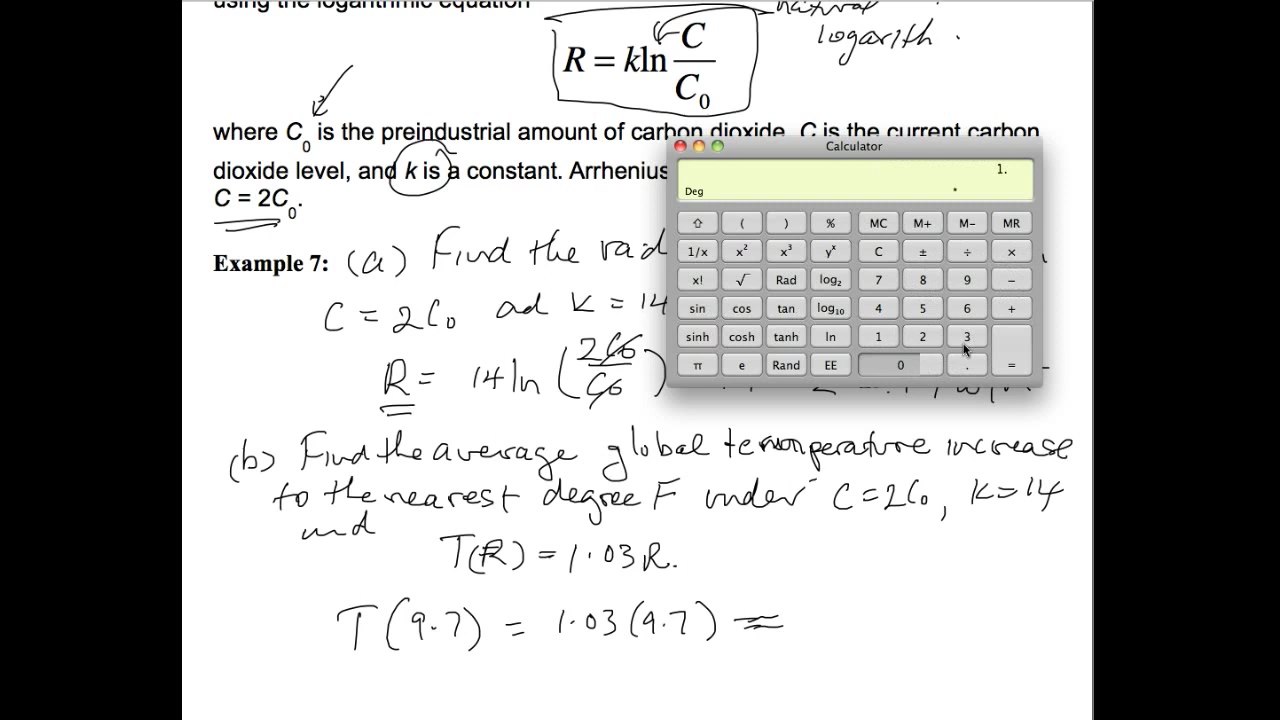 using the logarithmic equation
natural
logarith.
R = kln C/C0
where C0 is the preindustrial amount of carbon dioxide, C is the current carbon
dioxide level, and k is a constant. Arrhenius
C = 2C0.
Example 7: (a) Find the rad
C = 2C0 ad K = 14
R = 14 ln (2C0/C0)
(b) Find the average global temperature increase
to the nearest degree F under C=2C0, K=14
and
T(R) = 1.03R.
T(9.7) = 1.03(9.7) =
Calculator
1.
Deg
⇧ ( ) % MC M+ M- MR
1/x x² x³ yˣ C ± ÷ ×
x! √ Rad log₂ 7 8 9 −
sin cos tan log₁₀ 4 5 6 +
sinh cosh tanh ln 1 2 3
π e Rand EE 0 . =